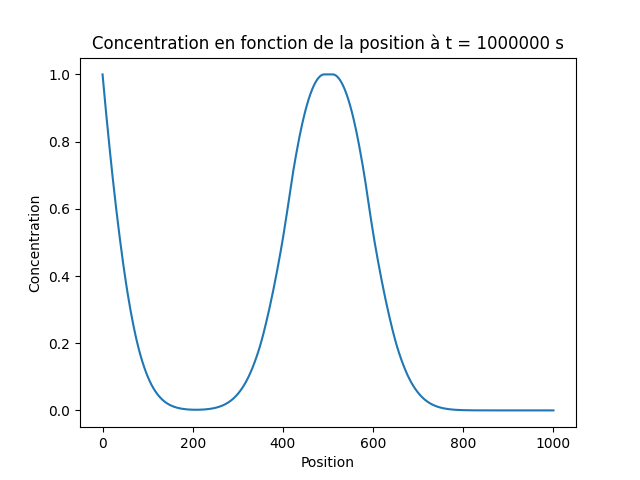 Concentration en fonction de la position à t = 1000000 s
1.0
0.8
0.6
0.4
0.2
0.0
Concentration
0 200 400 600 800 1000
Position